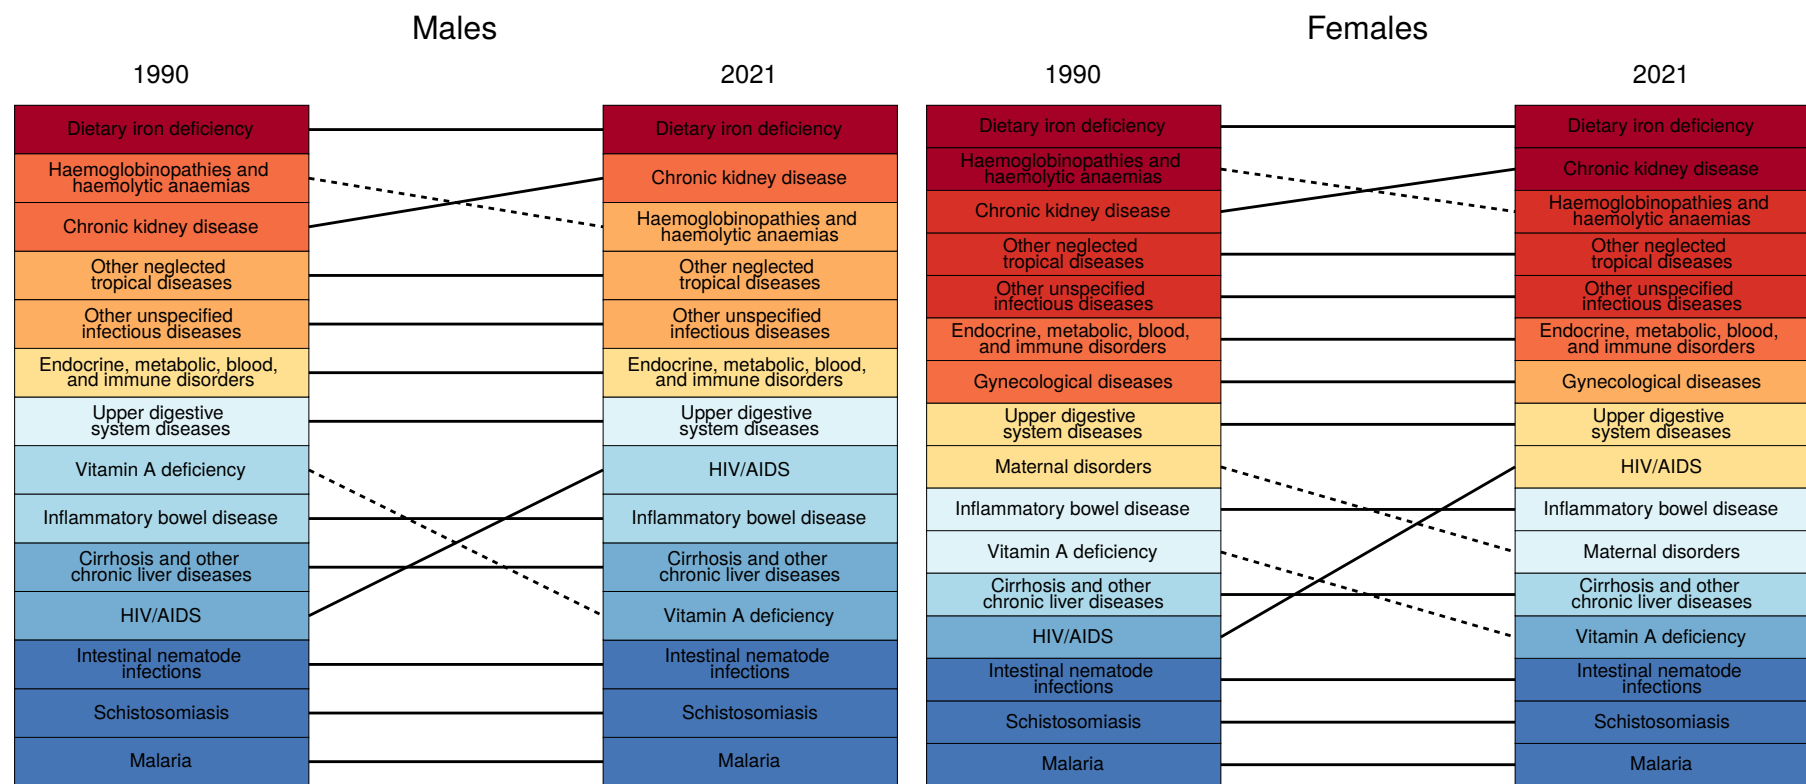 Males
1990
2021
Dietary iron deficiency
Haemoglobinopathies and
haemolytic anaemias
Chronic kidney disease
Other neglected
tropical diseases
Other unspecified
infectious diseases
Endocrine, metabolic, blood,
and immune disorders
Upper digestive
system diseases
Vitamin A deficiency
Inflammatory bowel disease
Cirrhosis and other
chronic liver diseases
HIV/AIDS
Intestinal nematode
infections
Schistosomiasis
Malaria
Dietary iron deficiency
Chronic kidney disease
Haemoglobinopathies and
haemolytic anaemias
Other neglected
tropical diseases
Other unspecified
infectious diseases
Endocrine, metabolic, blood,
and immune disorders
Upper digestive
system diseases
HIV/AIDS
Inflammatory bowel disease
Cirrhosis and other
chronic liver diseases
Vitamin A deficiency
Intestinal nematode
infections
Schistosomiasis
Malaria
Females
1990
2021
Dietary iron deficiency
Haemoglobinopathies and
haemolytic anaemias
Chronic kidney disease
Other neglected
tropical diseases
Other unspecified
infectious diseases
Endocrine, metabolic, blood,
and immune disorders
Gynecological diseases
Upper digestive
system diseases
Maternal disorders
Inflammatory bowel disease
Vitamin A deficiency
Cirrhosis and other
chronic liver diseases
HIV/AIDS
Intestinal nematode
infections
Schistosomiasis
Malaria
Dietary iron deficiency
Chronic kidney disease
Haemoglobinopathies and
haemolytic anaemias
Other neglected
tropical diseases
Other unspecified
infectious diseases
Endocrine, metabolic, blood,
and immune disorders
Gynecological diseases
Upper digestive
system diseases
HIV/AIDS
Inflammatory bowel disease
Maternal disorders
Cirrhosis and other
chronic liver diseases
Vitamin A deficiency
Intestinal nematode
infections
Schistosomiasis
Malaria